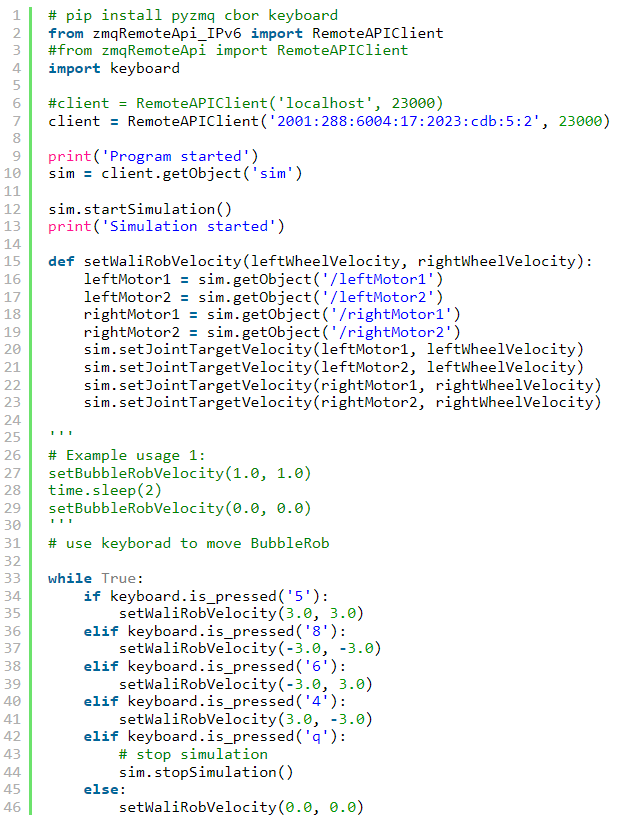 1 # pip install pyzmq cbor keyboard
2 from zmqRemoteApi_IPv6 import RemoteAPIClient
3 #from zmqRemoteApi import RemoteAPIClient
4 import keyboard
5
6 #client = RemoteAPIClient('localhost', 23000)
7 client = RemoteAPIClient('2001:288:6004:17:2023:cdb:5:2', 23000)
8
9 print('Program started')
10 sim = client.getObject('sim')
11
12 sim.startSimulation()
13 print('Simulation started')
14
15 def setWaliRobVelocity(leftWheelVelocity, rightWheelVelocity):
16     leftMotor1 = sim.getObject('/leftMotor1')
17     leftMotor2 = sim.getObject('/leftMotor2')
18     rightMotor1 = sim.getObject('/rightMotor1')
19     rightMotor2 = sim.getObject('/rightMotor2')
20     sim.setJointTargetVelocity(leftMotor1, leftWheelVelocity)
21     sim.setJointTargetVelocity(leftMotor2, leftWheelVelocity)
22     sim.setJointTargetVelocity(rightMotor1, rightWheelVelocity)
23     sim.setJointTargetVelocity(rightMotor2, rightWheelVelocity)
24
25 '''
26 # Example usage 1:
27 setBubbleRobVelocity(1.0, 1.0)
28 time.sleep(2)
29 setBubbleRobVelocity(0.0, 0.0)
30 '''
31 # use keyborad to move BubbleRob
32
33 while True:
34     if keyboard.is_pressed('5'):
35         setWaliRobVelocity(3.0, 3.0)
36     elif keyboard.is_pressed('8'):
37         setWaliRobVelocity(-3.0, -3.0)
38     elif keyboard.is_pressed('6'):
39         setWaliRobVelocity(-3.0, 3.0)
40     elif keyboard.is_pressed('4'):
41         setWaliRobVelocity(3.0, -3.0)
42     elif keyboard.is_pressed('q'):
43         # stop simulation
44         sim.stopSimulation()
45     else:
46         setWaliRobVelocity(0.0, 0.0)